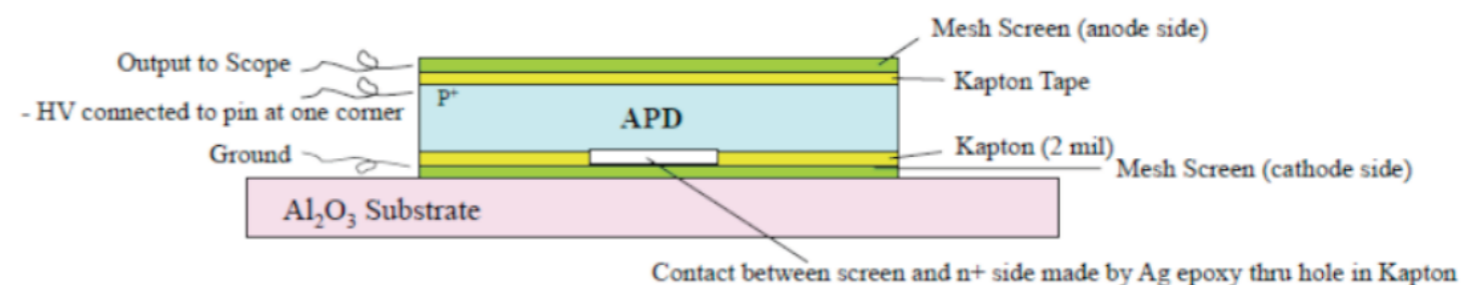 Mesh Screen (anode side)
Output to Scope
Kapton Tape
P+
- HV connected to pin at one corner
APD
Ground
Kapton (2 mil)
Mesh Screen (cathode side)
Al₂O₃ Substrate
Contact between screen and n+ side made by Ag epoxy thru hole in Kapton